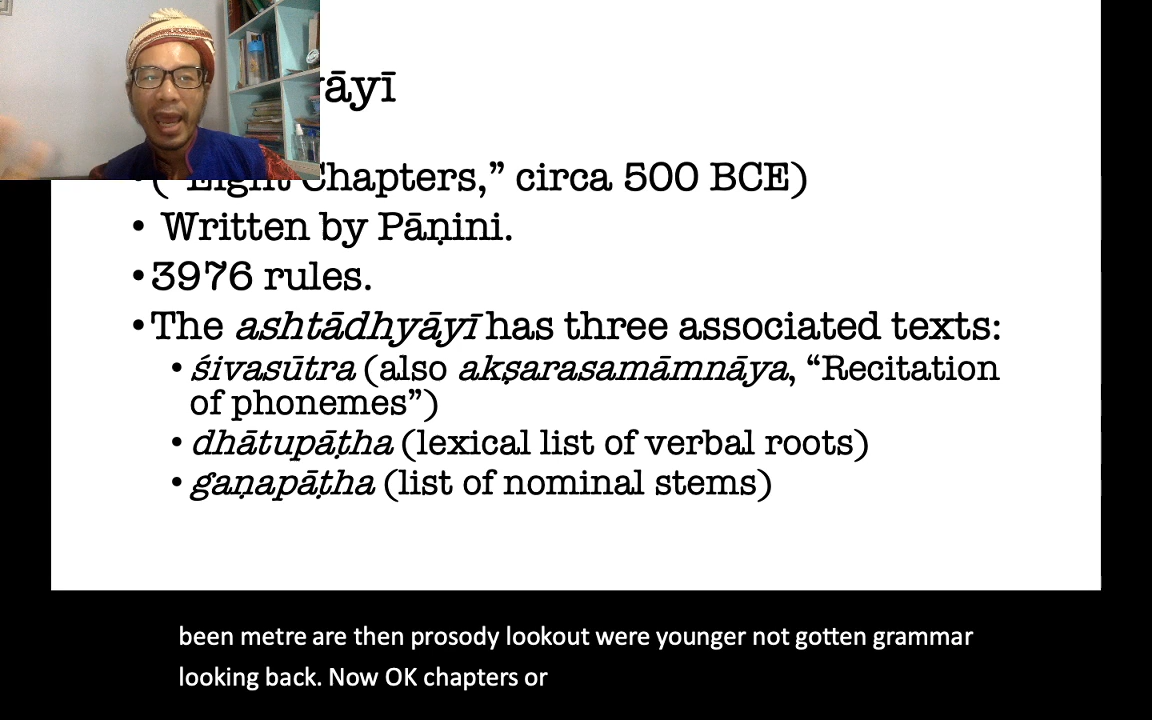 yāyī
• (“Eight Chapters,” circa 500 BCE)
• Written by Pāṇini.
• 3976 rules.
• The ashtādhyāyī has three associated texts:
• śivasūtra (also akṣarasamāmnāya, “Recitation
of phonemes”)
• dhātupāṭha (lexical list of verbal roots)
• gaṇapāṭha (list of nominal stems)
been metre are then prosody lookout were younger not gotten grammar
looking back. Now OK chapters or